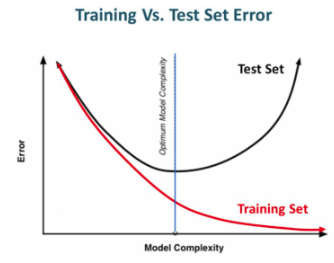 Training Vs. Test Set Error
Optimum Model Complexity
Test Set
Error
Training Set
Model Complexity